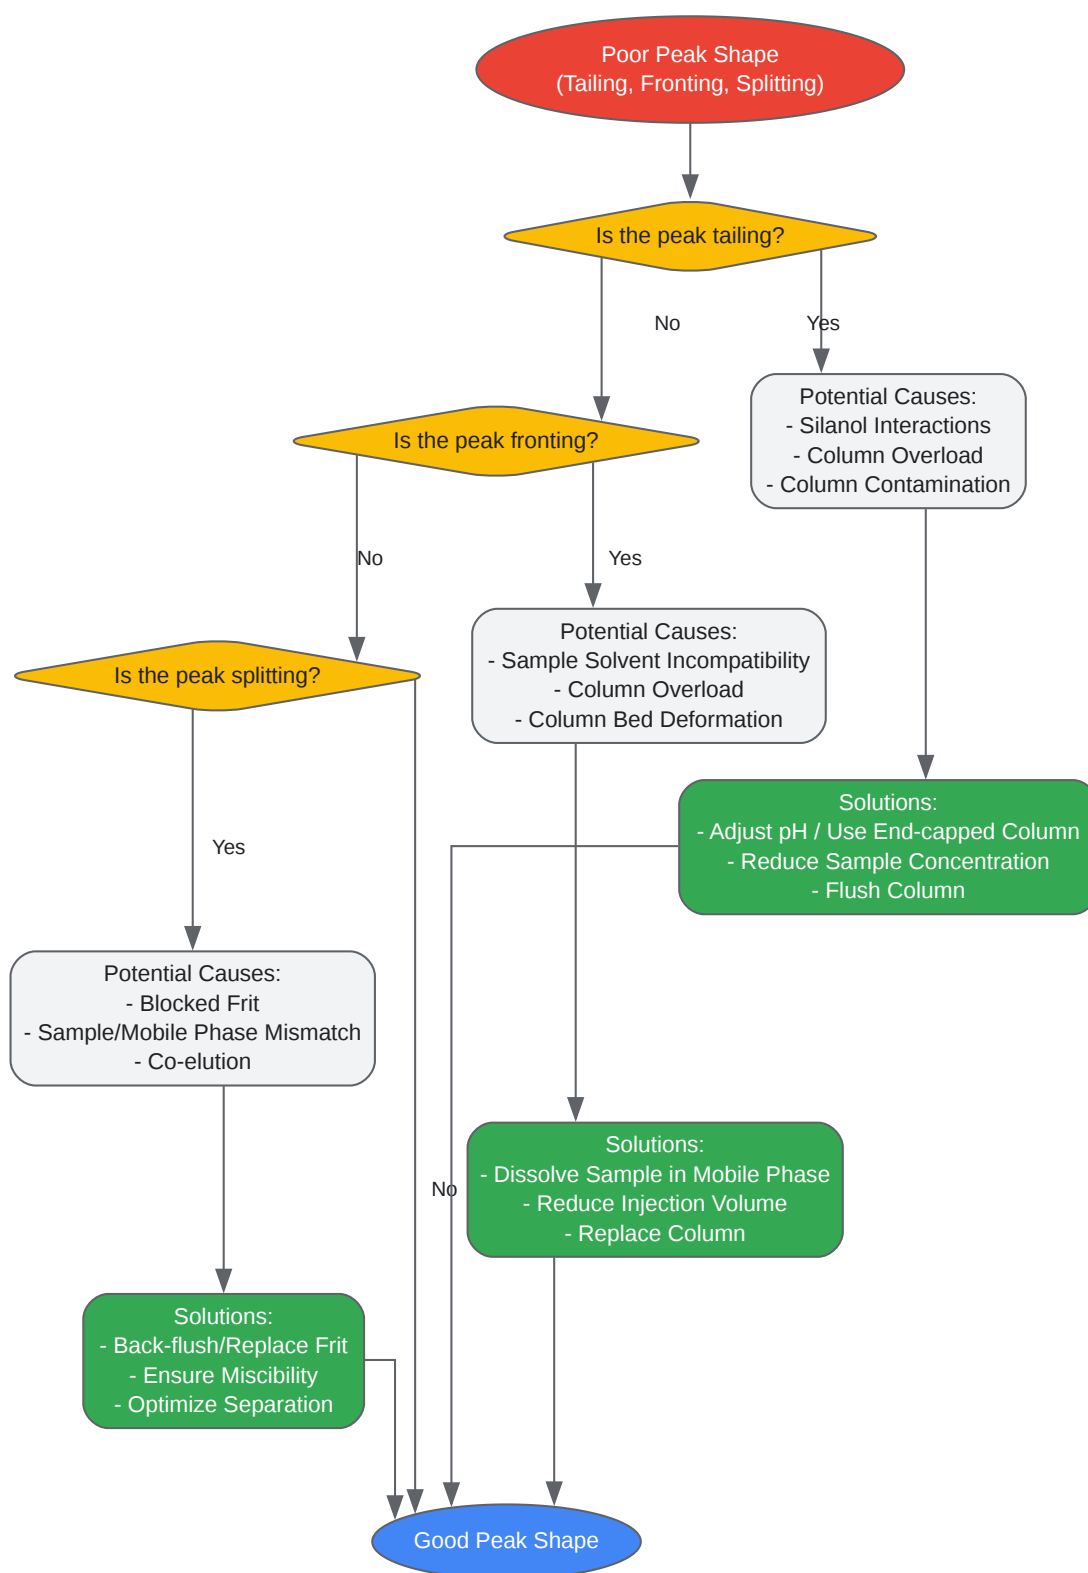 Poor Peak Shape
(Tailing, Fronting, Splitting)
Is the peak tailing?
No
Yes
Potential Causes:
- Silanol Interactions
- Column Overload
- Column Contamination
Is the peak fronting?
No
Yes
Potential Causes:
- Sample Solvent Incompatibility
- Column Overload
- Column Bed Deformation
Is the peak splitting?
Solutions:
- Adjust pH / Use End-capped Column
- Reduce Sample Concentration
- Flush Column
Yes
Potential Causes:
- Blocked Frit
- Sample/Mobile Phase Mismatch
- Co-elution
No
Solutions:
- Dissolve Sample in Mobile Phase
- Reduce Injection Volume
- Replace Column
Solutions:
- Back-flush/Replace Frit
- Ensure Miscibility
- Optimize Separation
Good Peak Shape